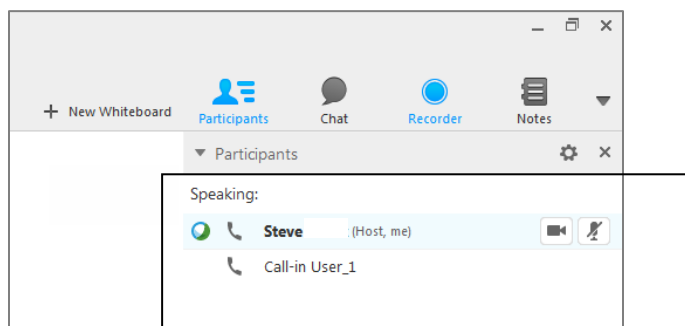 + New Whiteboard
Participants
Chat
Recorder
Notes
Participants
Speaking:
Steve (Host, me)
Call-in User_1